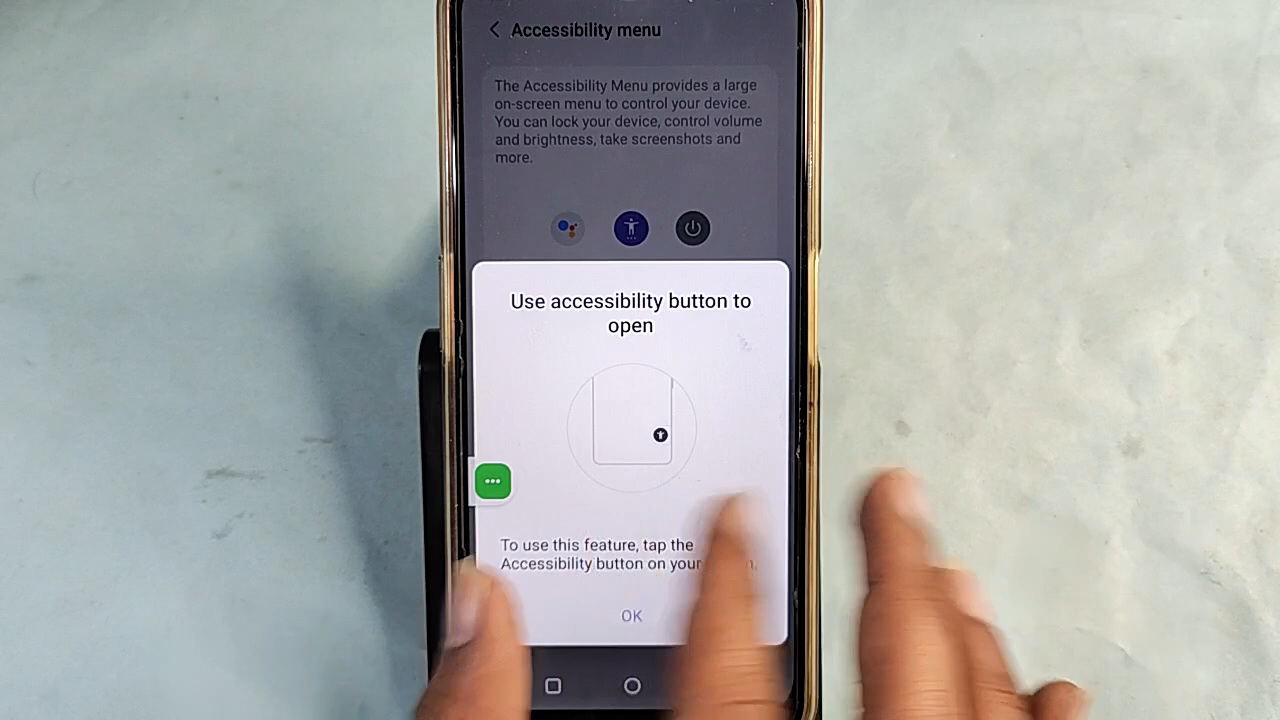 Accessibility menu
The Accessibility Menu provides a large
on-screen menu to control your device.
You can lock your device, control volume
and brightness, take screenshots and
more.
Use accessibility button to
open
To use this feature, tap the
Accessibility button on your
OK